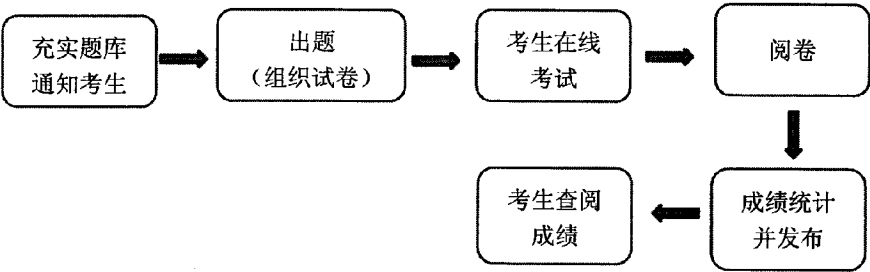 充实题库
通知考生
出题
（组织试卷）
考生在线
考试
阅卷
成绩统计
并发布
考生查阅
成绩